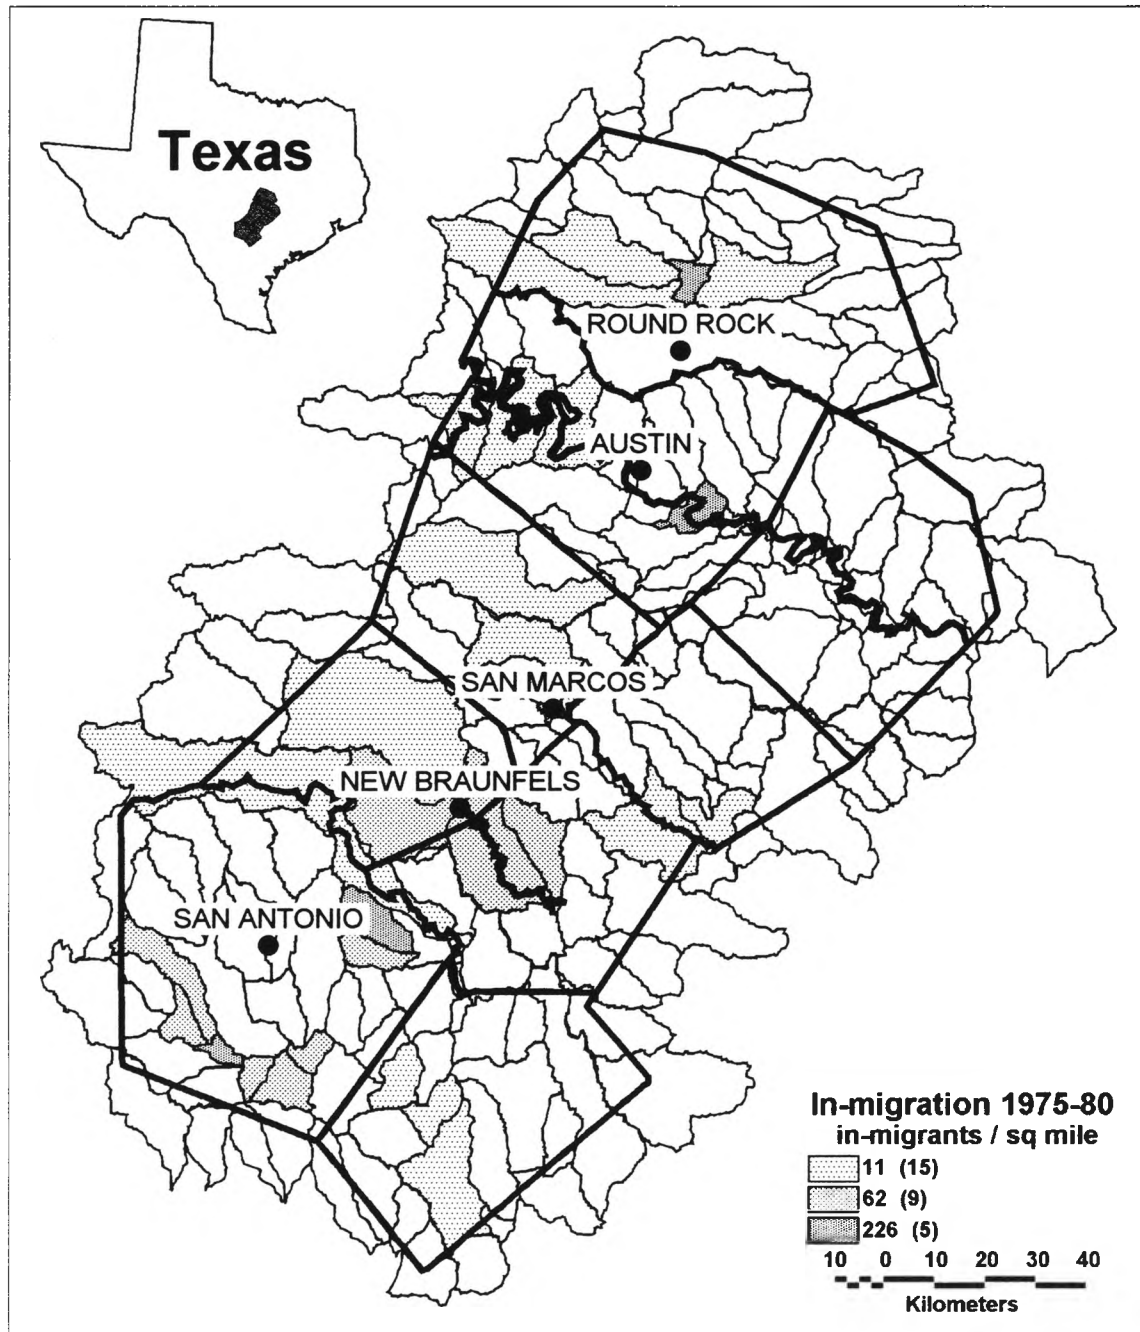 Texas
ROUND ROCK
AUSTIN
SAN MARCOS
NEW BRAUNFELS
SAN ANTONIO
In-migration 1975-80
in-migrants / sq mile
11 (15)
62 (9)
226 (5)
10 0 10 20 30 40
Kilometers